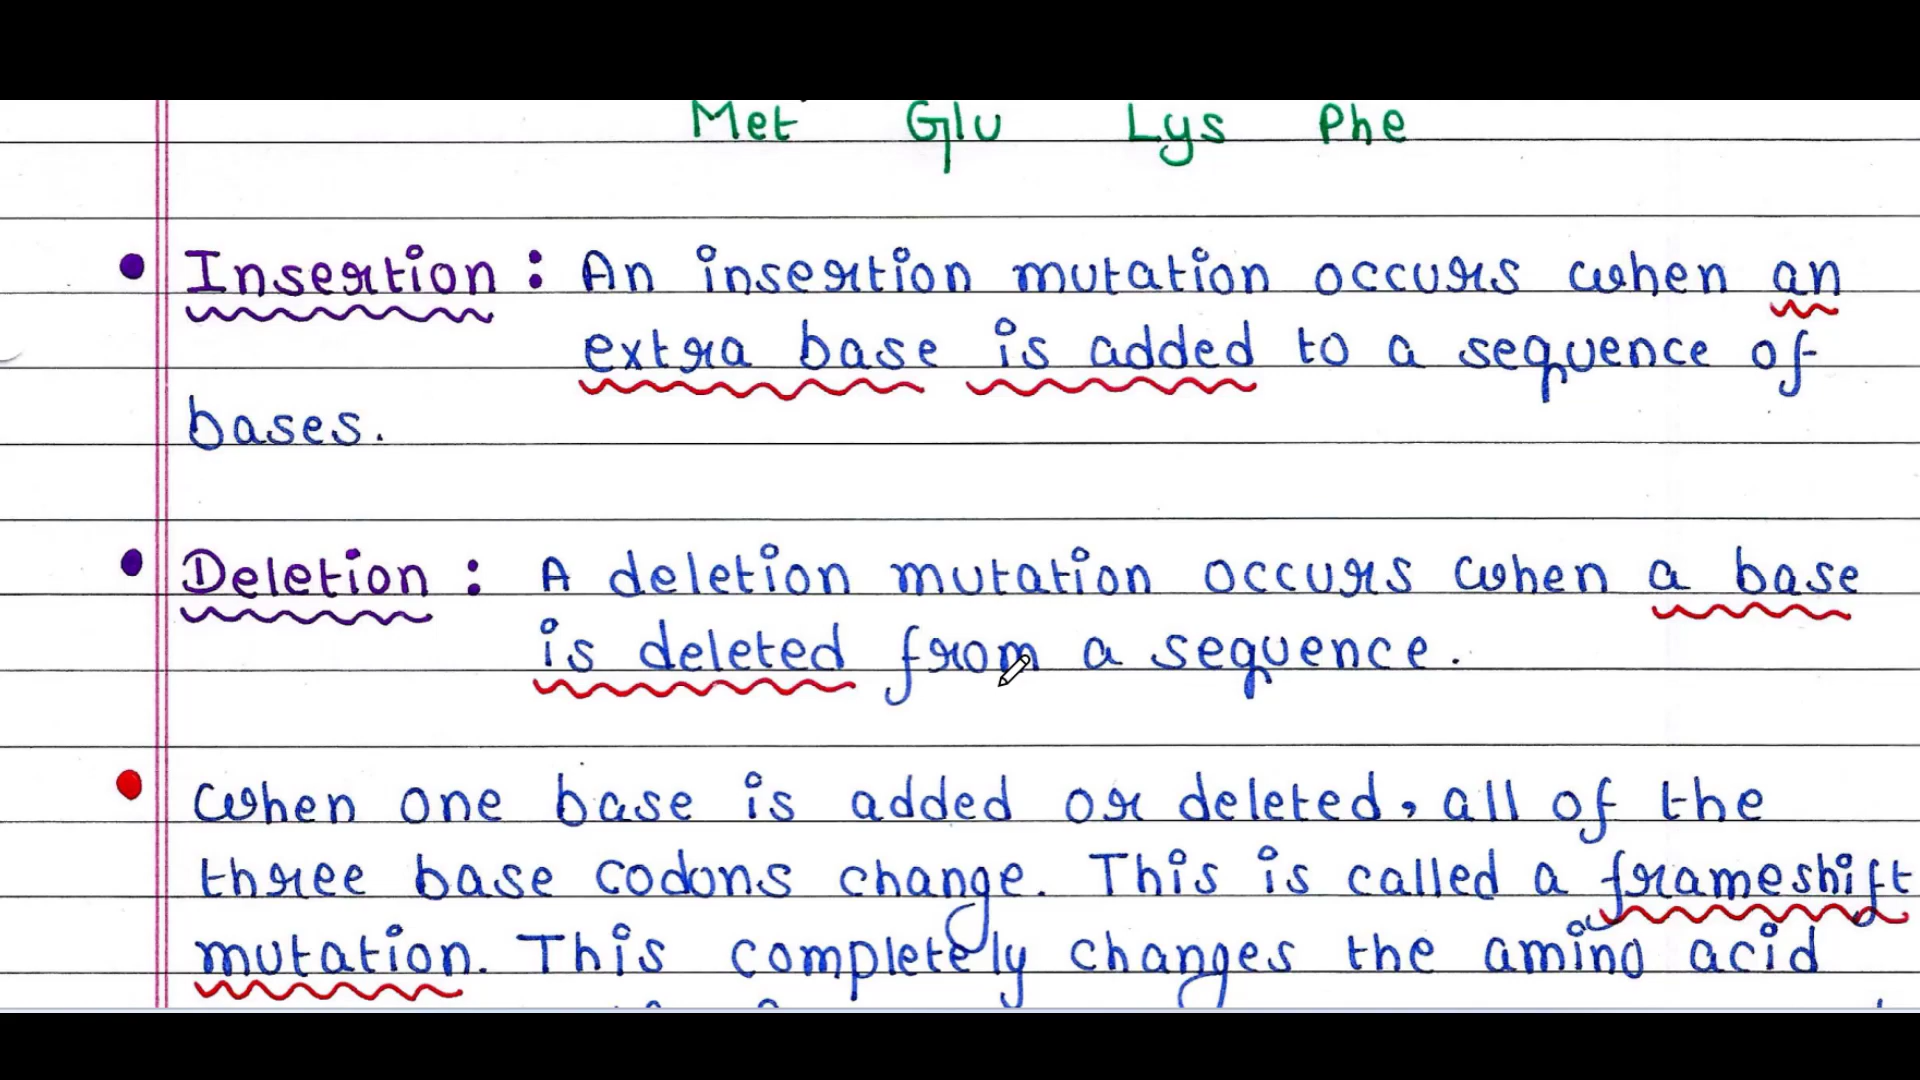 Met Glu Lys Phe
• Insertion : An insertion mutation occurs when an
extra base is added to a sequence of
bases.
• Deletion : A deletion mutation occurs when a base
is deleted from a sequence.
• When one base is added or deleted, all of the
three base codons change. This is called a frameshift
mutation. This completely changes the amino acid